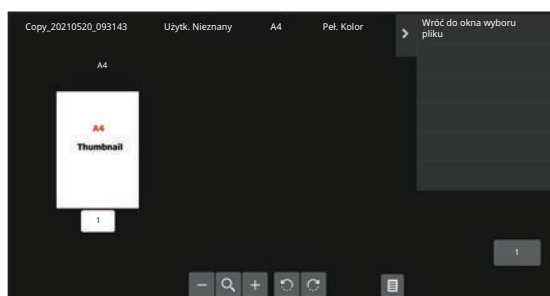 Copy_20210520_093143 Użytk. Nieznany A4 Peł. Kolor
Wróć do okna wyboru
pliku
A4
A4
Thumbnail
1
1